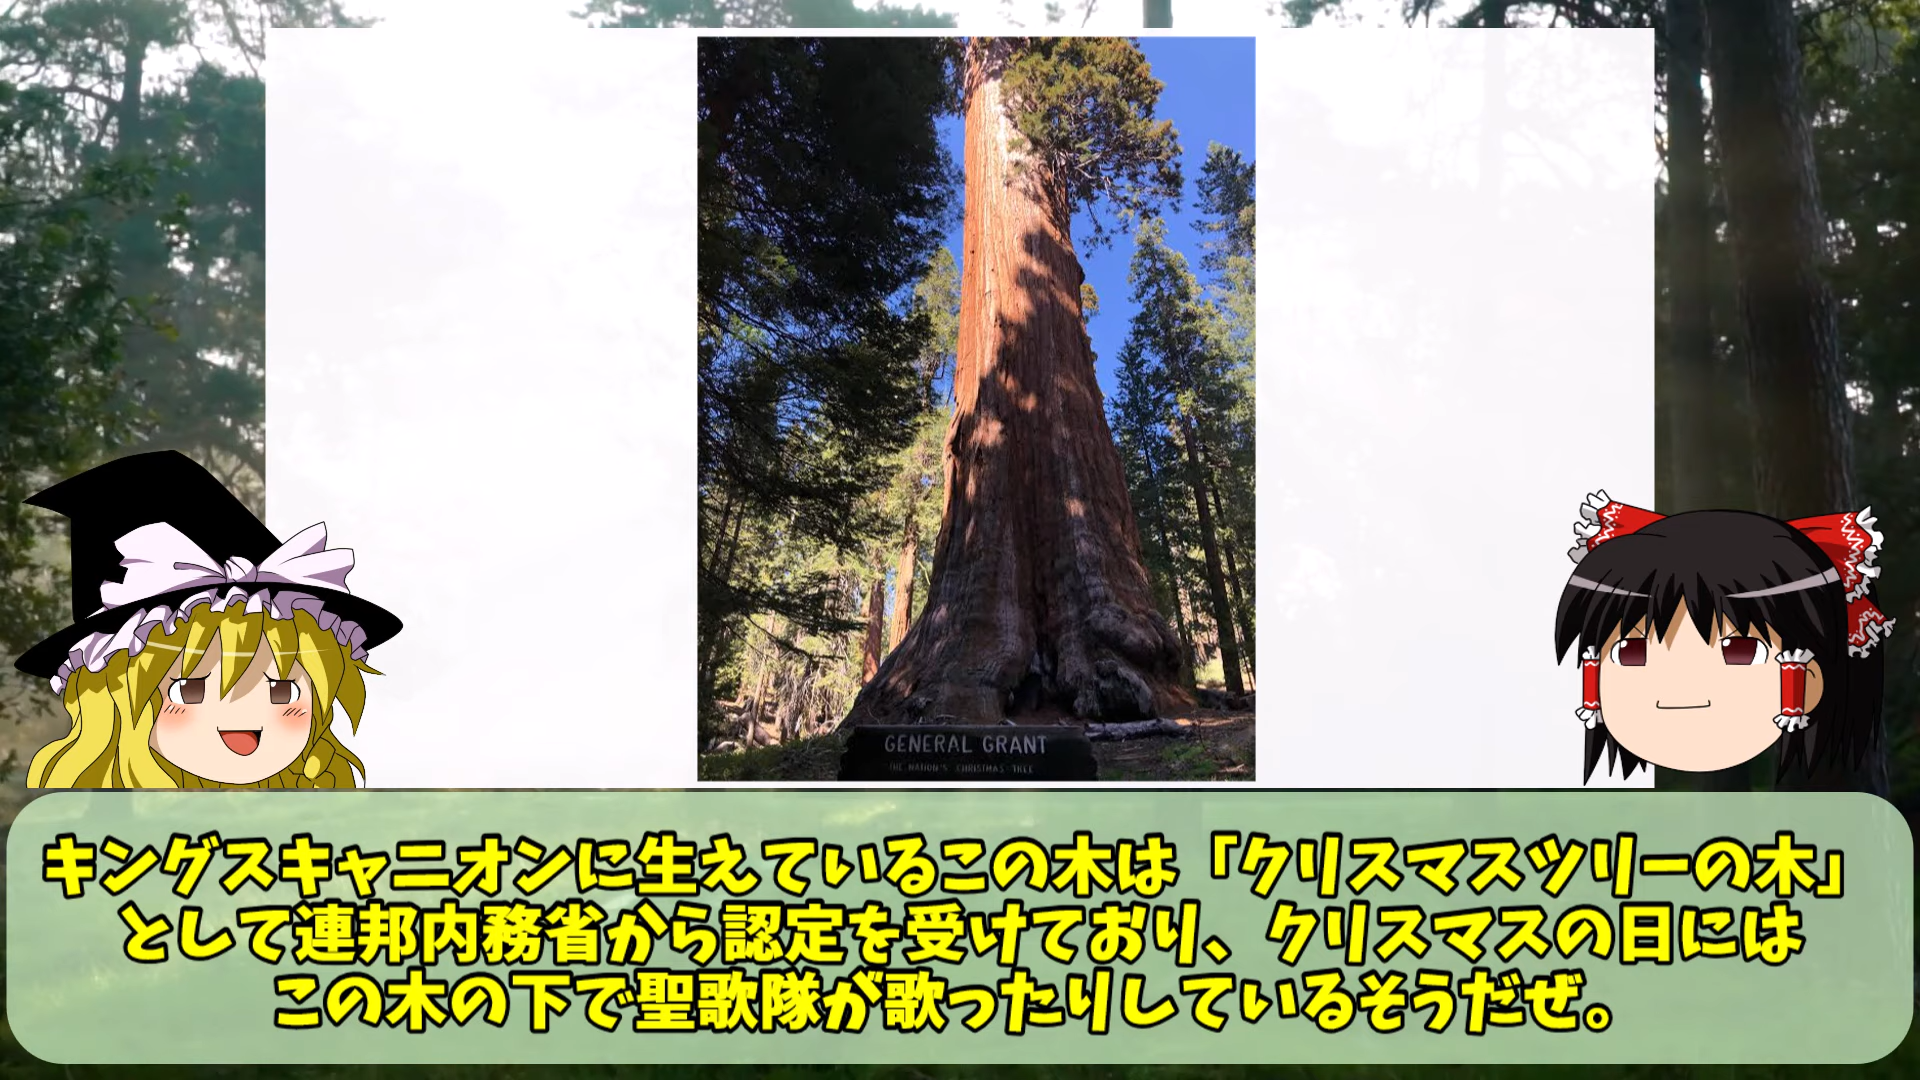 GENERAL GRANT
THE NATION'S CHRISTMAS TREE
キングスキャニオンに生えているこの木は「クリスマスツリーの木」
として連邦内務省から認定を受けており、クリスマスの日には
この木の下で聖歌隊が歌ったりしているそうだぜ。